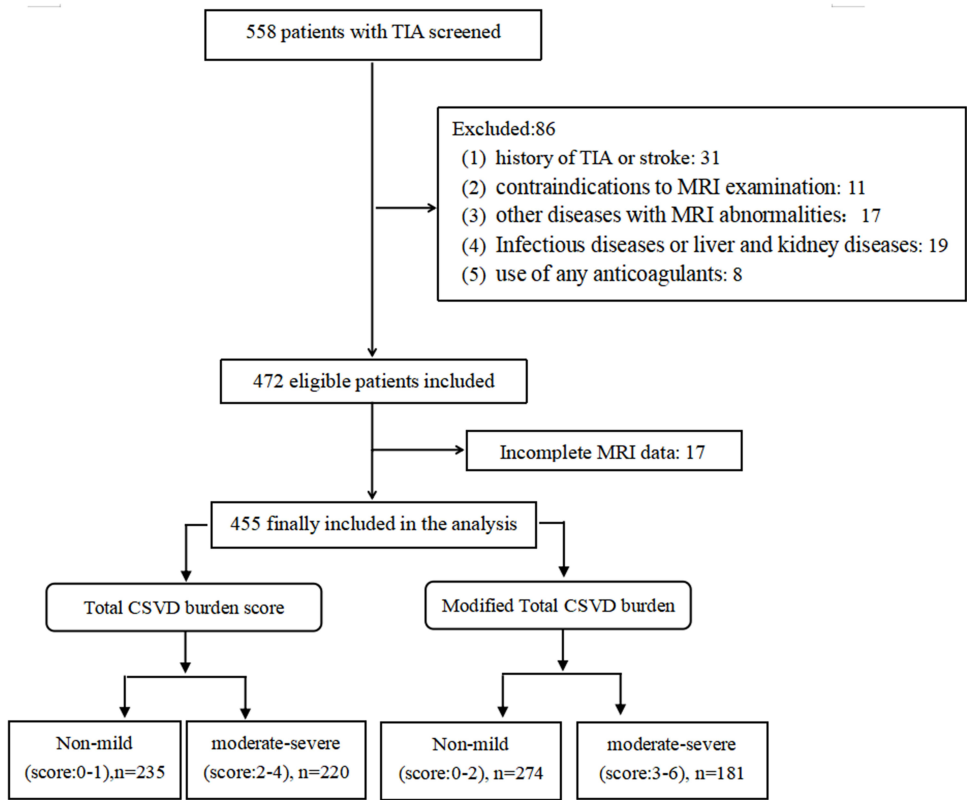 558 patients with TIA screened
Excluded:86
(1) history of TIA or stroke: 31
(2) contraindications to MRI examination: 11
(3) other diseases with MRI abnormalities： 17
(4) Infectious diseases or liver and kidney diseases: 19
(5) use of any anticoagulants: 8
472 eligible patients included
Incomplete MRI data: 17
455 finally included in the analysis
Total CSVD burden score
Modified Total CSVD burden
Non-mild
(score:0-1),n=235
moderate-severe
(score:2-4), n=220
Non-mild
(score:0-2), n=274
moderate-severe
(score:3-6), n=181